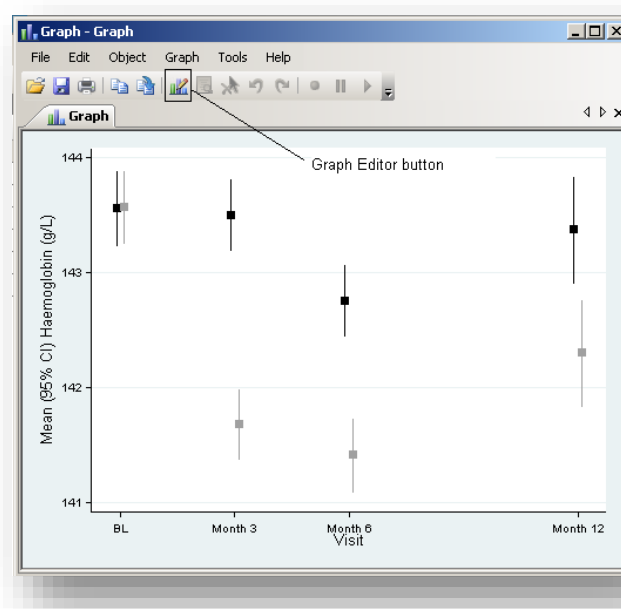 Graph - Graph
File Edit Object Graph Tools Help
Graph
Graph Editor button
144
143
142
141
Mean (95% CI) Haemoglobin (g/L)
BL Month 3 Month 6 Month 12
Visit